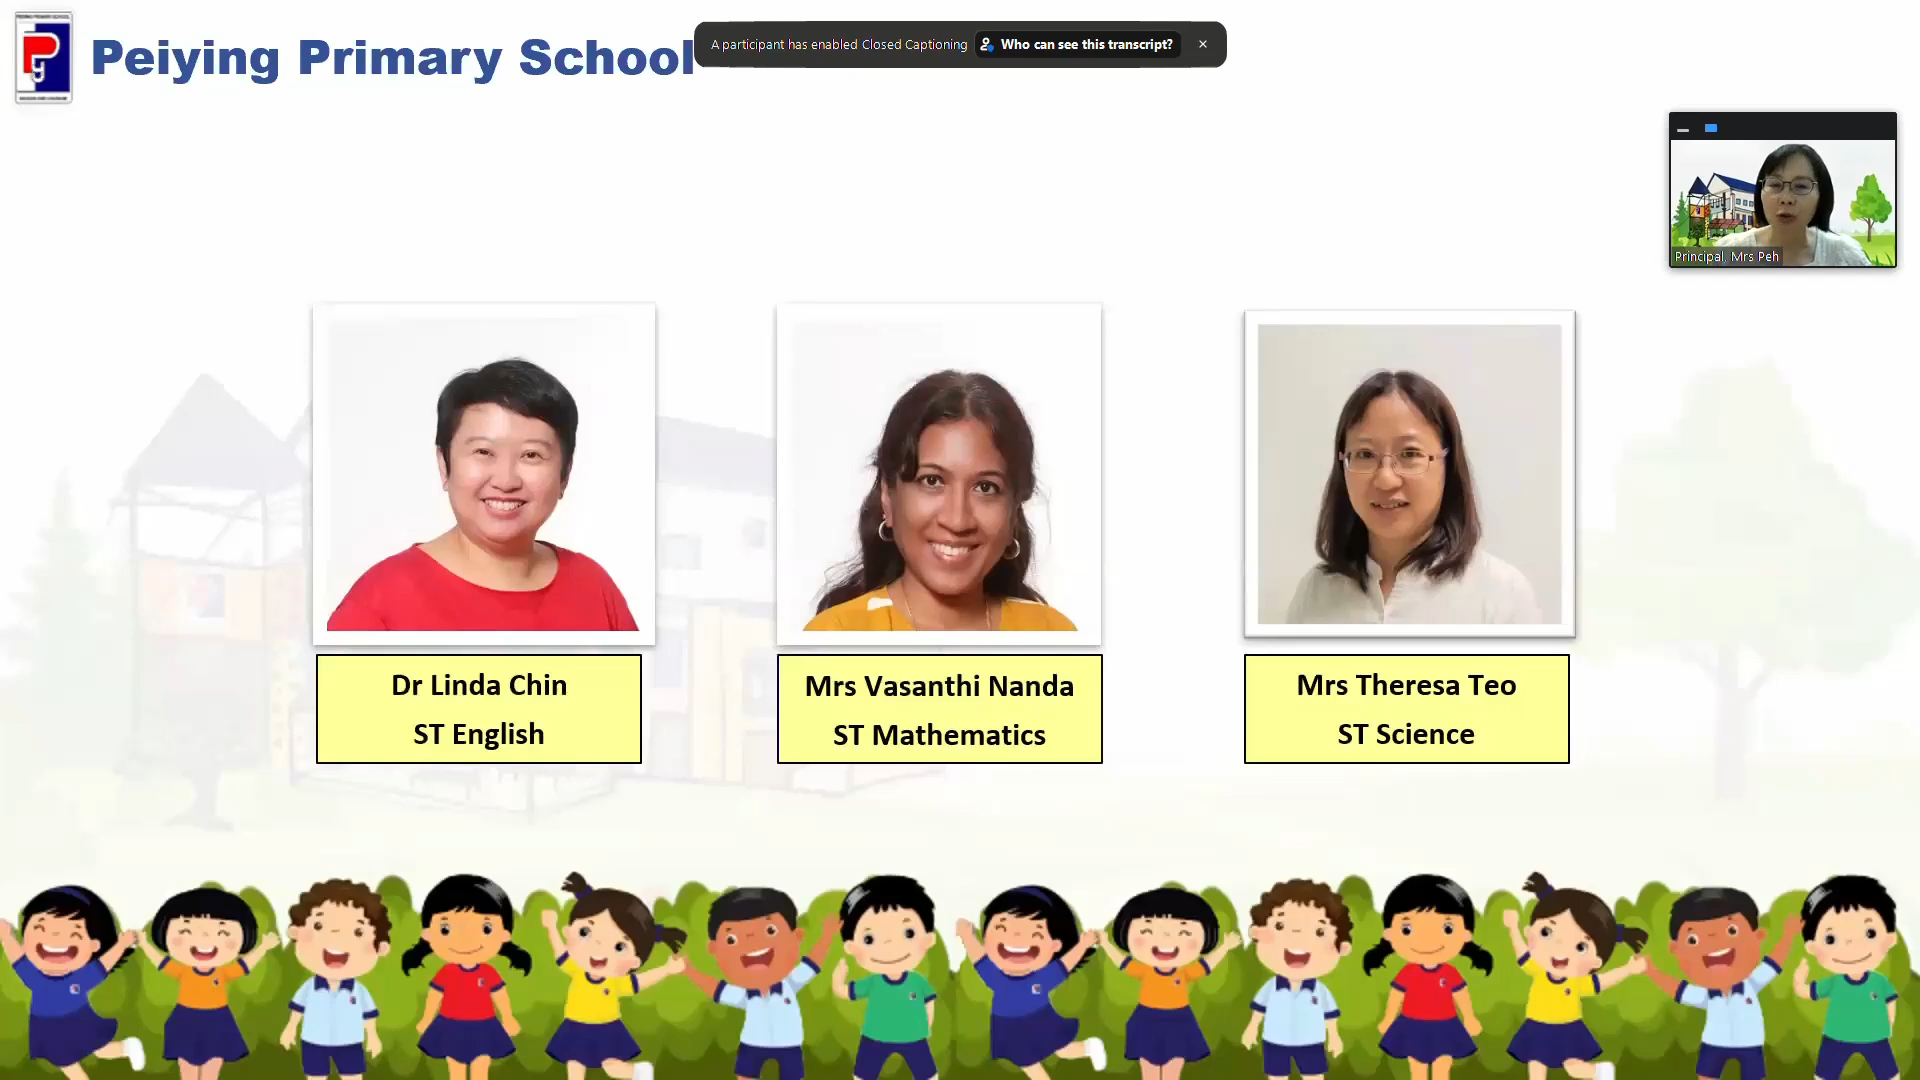 Peiying Primary School
A participant has enabled Closed Captioning Who can see this transcript?
Principal, Mrs Peh
Dr Linda Chin
ST English
Mrs Vasanthi Nanda
ST Mathematics
Mrs Theresa Teo
ST Science